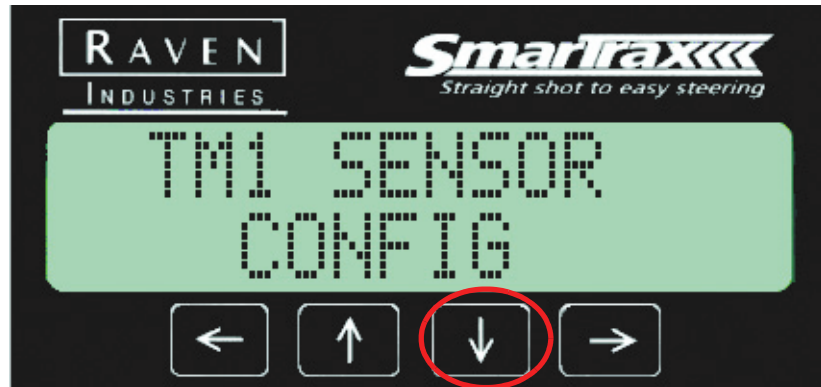 RAVEN
INDUSTRIES
SmarTrax
Straight shot to easy steering
TM1 SENSOR
CONFIG